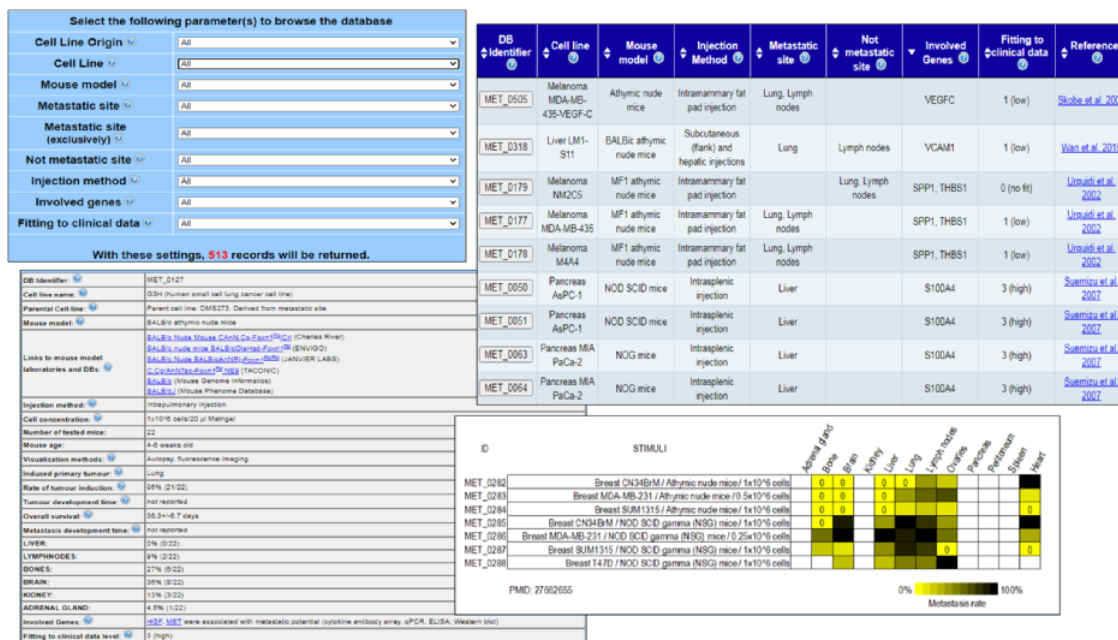 Select the following parameter(s) to browse the database
Cell Line Origin All
Cell Line All
Mouse model All
Metastatic site All
Metastatic site (exclusively) All
Not metastatic site All
Injection method All
Involved genes All
Fitting to clinical data All
With these settings, 513 records will be returned.
DB Identifier Cell line Mouse model Injection Method Metastatic site Not metastatic site Involved Genes Fitting to clinical data Reference
MET_0505 Melanoma MDA-MB-435-VEGF-C Athymic nude mice Intramammary fat pad injection Lung, Lymph nodes VEGFC 1 (low) Skobe et al. 200
MET_0318 Liver LM1-S11 BALB/c athymic nude mice Subcutaneous (flank) and hepatic injections Lung Lymph nodes VCAM1 1 (low) Wan et al. 201
MET_0179 Melanoma NM2C5 MF1 athymic nude mice Intramammary fat pad injection Lung, Lymph nodes SPP1, THBS1 0 (no fit) Urquidi et al. 2002
MET_0177 Melanoma MDA-MB-435 MF1 athymic nude mice Intramammary fat pad injection Lung, Lymph nodes SPP1, THBS1 1 (low) Urquidi et al. 2002
MET_0178 Melanoma M4A4 MF1 athymic nude mice Intramammary fat pad injection Lung, Lymph nodes SPP1, THBS1 1 (low) Urquidi et al. 2002
MET_0050 Pancreas AsPC-1 NOD SCID mice Intrasplenic injection Liver S100A4 3 (high) Suemizu et al. 2007
MET_0051 Pancreas AsPC-1 NOD SCID mice Intrasplenic injection Liver S100A4 3 (high) Suemizu et al. 2007
MET_0063 Pancreas MIA PaCa-2 NOG mice Intrasplenic injection Liver S100A4 3 (high) Suemizu et al. 2007
MET_0064 Pancreas MIA PaCa-2 NOG mice Intrasplenic injection Liver S100A4 3 (high) Suemizu et al. 2007
DB Identifier: MET_0127
Cell line name: G3H (human small cell lung cancer cell line)
Parental Cell line: Parent cell line: DMS273. Derived from metastatic site
Mouse model: BALB/c athymic nude mice
Links to mouse model laboratories and DBs:
(Charles River)
(ENVIGO)
(JANVIER LABS)
(TACONIC)
BALB/c (Mouse Genome Informatics)
BALB/cJ (Mouse Phenome Database)
Injection method: Intrapulmonary injection
Cell concentration: 1x10^6 cells/20 µl Matrigel
Number of tested mice: 22
Mouse age: 4-6 weeks old
Visualization methods: Autopsy, fluorescence imaging
Induced primary tumour: Lung
Rate of tumour induction: (21/22)
Tumour development time: not reported
Overall survival: 36.3+/-6.7 days
Metastasis development time: not reported
LIVER: 0% (0/22)
LYMPHNODES: 9% (2/22)
BONES: 27% (6/22)
BRAIN: 36% (8/22)
KIDNEY: 13% (3/22)
ADRENAL GLAND: 4.5% (1/22)
Involved Genes: HGF, MET were associated with metastatic potential (cytokine antibody array, qPCR, ELISA, Western blot)
Fitting to clinical data level: 3 (high)
ID STIMULI Adrenal gland Bone Brain Kidney Liver Lung Lymph nodes Ovaries Pancreas Peritoneum Spleen Heart
MET_0282 Breast CN34BrM / Athymic nude mice / 1x10^6 cells 0 0 0 0
MET_0283 Breast MDA-MB-231 / Athymic nude mice / 0.5x10^6 cells 0 0 0
MET_0284 Breast SUM1315 / Athymic nude mice / 1x10^6 cells 0 0 0 0
MET_0285 Breast CN34BrM / NOD SCID gamma (NSG) mice / 1x10^6 cells 0
MET_0286 Breast MDA-MB-231 / NOD SCID gamma (NSG) mice / 0.25x10^6 cells
MET_0287 Breast SUM1315 / NOD SCID gamma (NSG) mice / 1x10^6 cells 0 0
MET_0288 Breast T47D / NOD SCID gamma (NSG) mice / 1x10^6 cells
PMID: 27662655
0% 100%
Metastasis rate